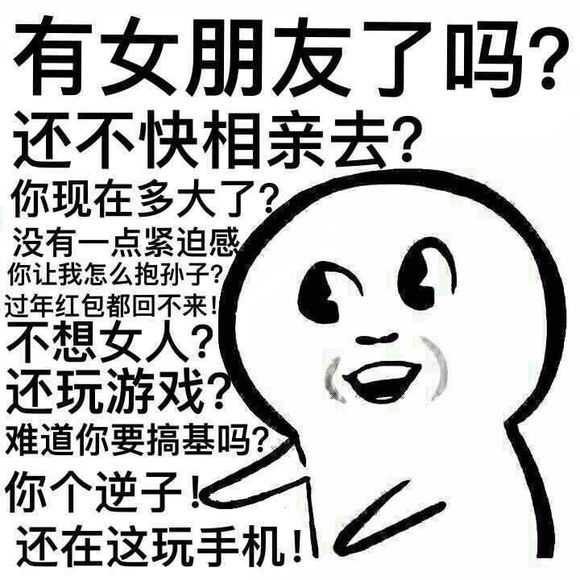 有女朋友了吗?
还不快相亲去?
你现在多大了?
没有一点紧迫感
你让我怎么抱孙子?
过年红包都回不来!
不想女人?
还玩游戏?
难道你要搞基吗?
你个逆子!
还在这玩手机!